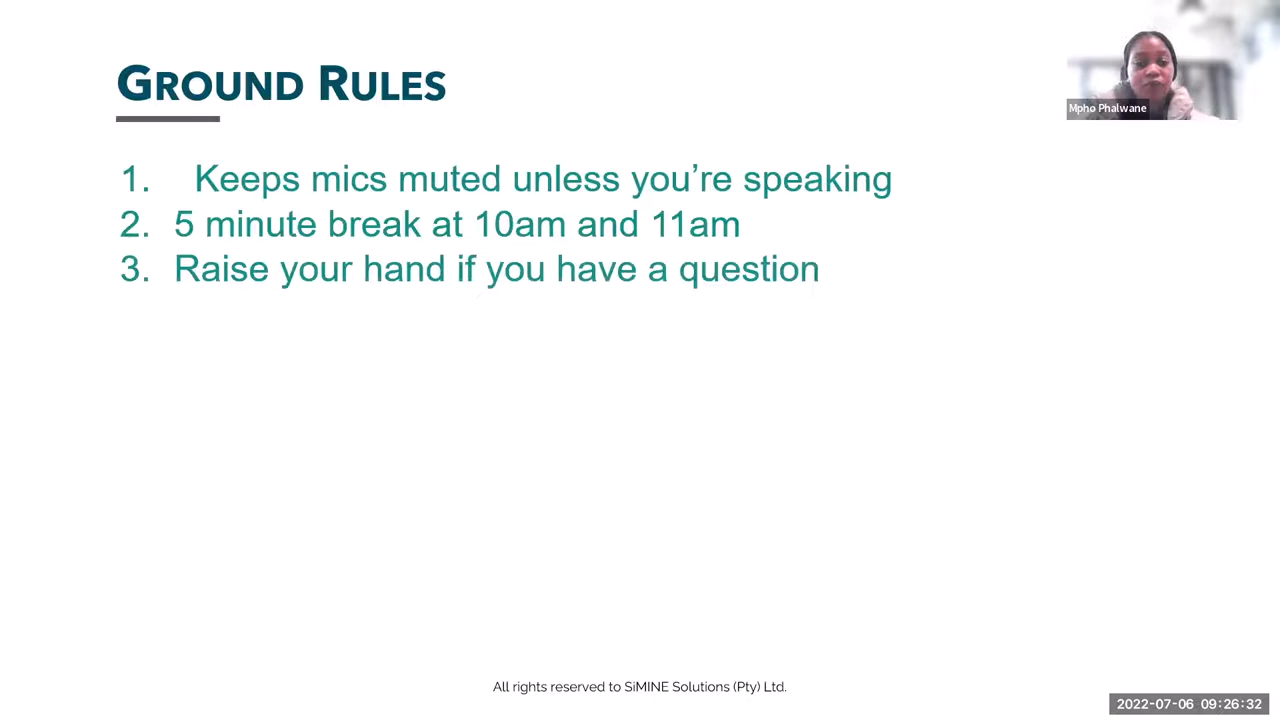 GROUND RULES
Mpho Phalwane
1. Keeps mics muted unless you’re speaking
2. 5 minute break at 10am and 11am
3. Raise your hand if you have a question
All rights reserved to SiMINE Solutions (Pty) Ltd.
2022-07-06 09:26:32